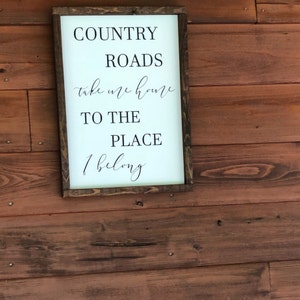 COUNTRY
ROADS
take me home
TO THE
PLACE
I belong